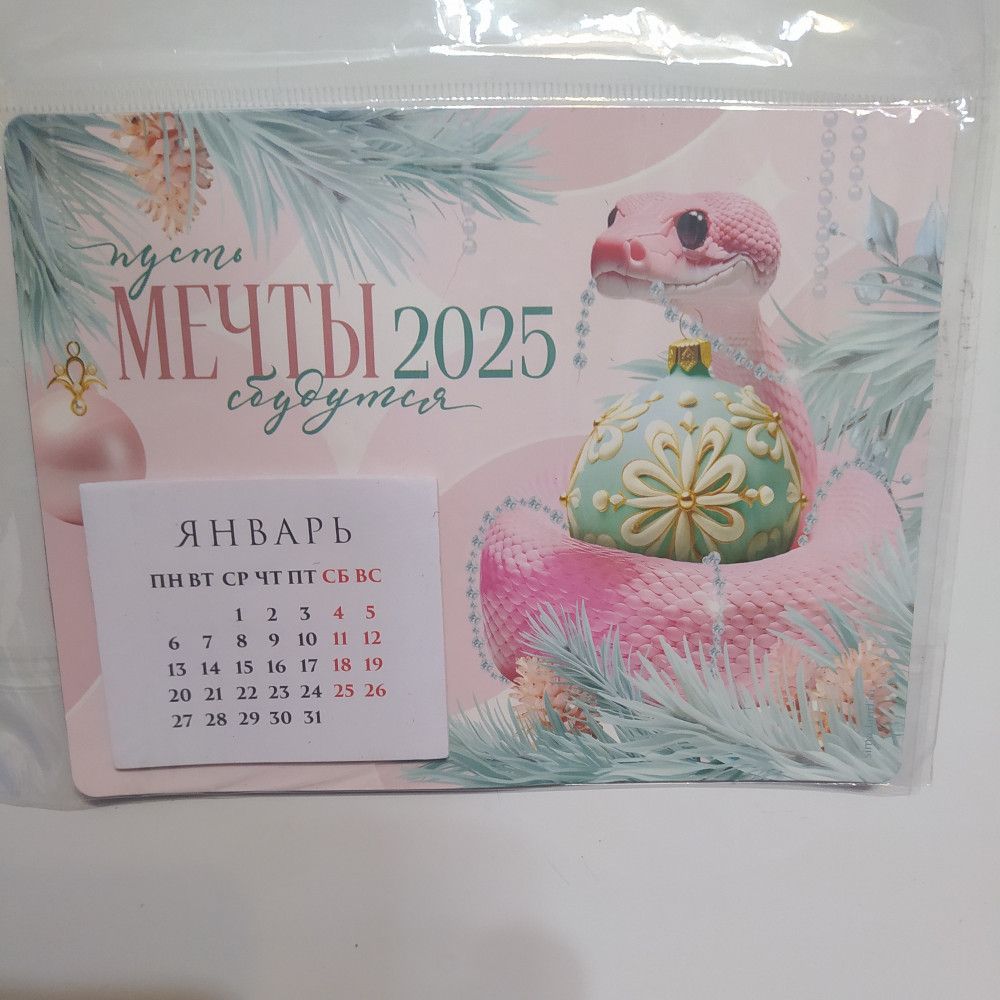 пусть
МЕЧТЫ 2025
сбудутся
ЯНВАРЬ
ПН ВТ СР ЧТ ПТ СБ ВС
1 2 3 4 5
6 7 8 9 10 11 12
13 14 15 16 17 18 19
20 21 22 23 24 25 26
27 28 29 30 31